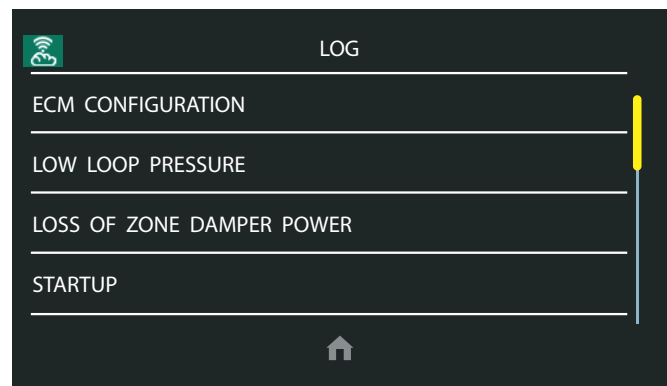 LOG
ECM CONFIGURATION
LOW LOOP PRESSURE
LOSS OF ZONE DAMPER POWER
STARTUP